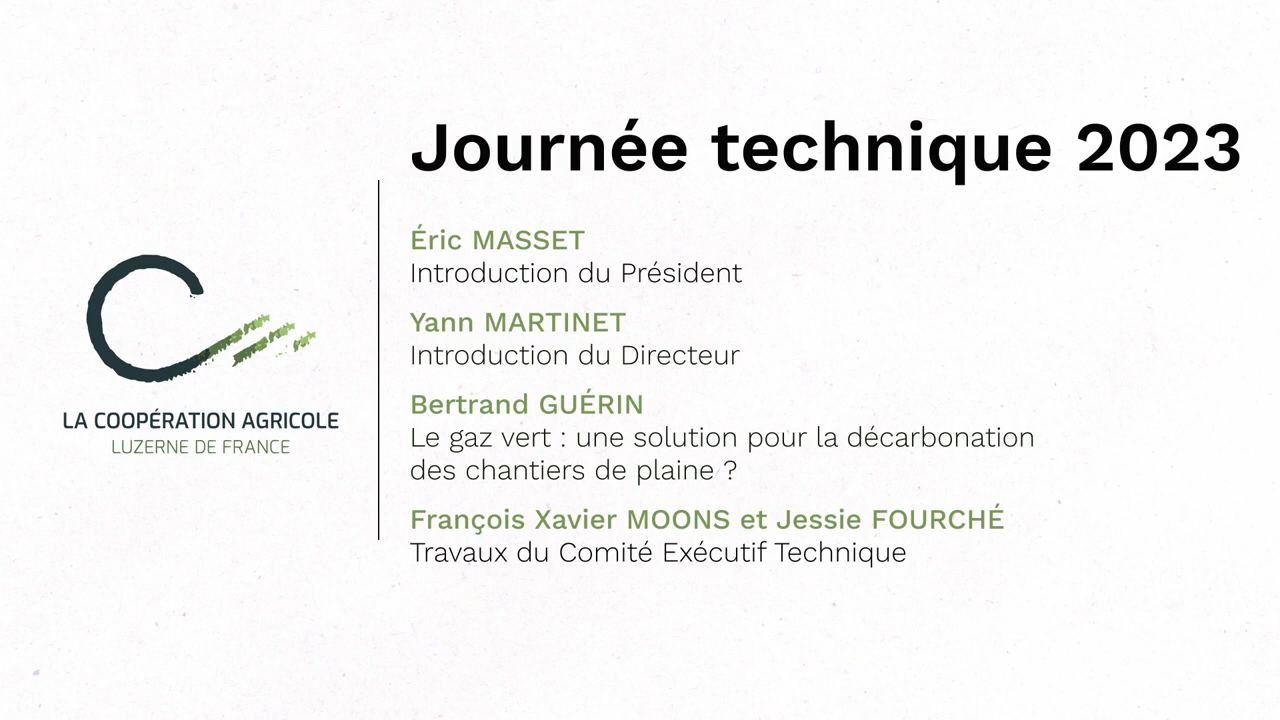 Journée technique 2023
Éric MASSET
Introduction du Président
Yann MARTINET
Introduction du Directeur
Bertrand GUÉRIN
Le gaz vert : une solution pour la décarbonation
des chantiers de plaine ?
François Xavier MOONS et Jessie FOURCHÉ
Travaux du Comité Exécutif Technique
LA COOPÉRATION AGRICOLE
LUZERNE DE FRANCE